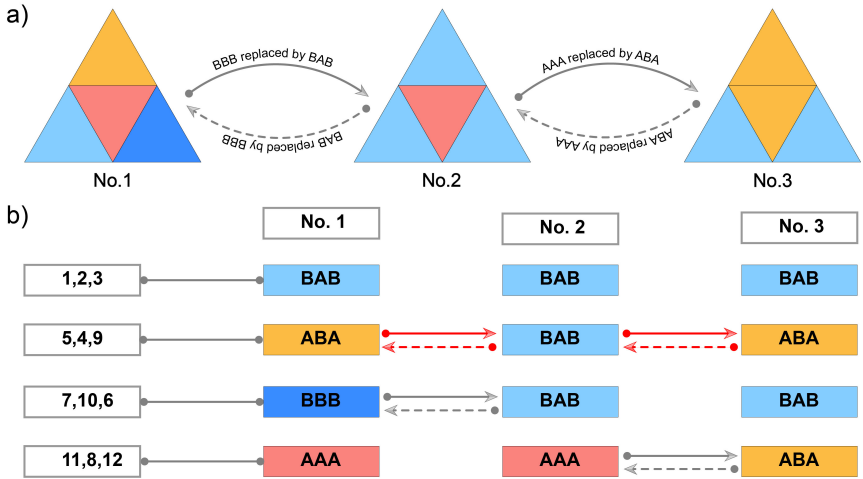 a)
BBB replaced by BAB
BAB replaced by BBB
AAA replaced by ABA
ABA replaced by AAA
No.1
No.2
No.3
b)
No. 1
No. 2
No. 3
1,2,3
BAB
BAB
BAB
5,4,9
ABA
BAB
ABA
7,10,6
BBB
BAB
BAB
11,8,12
AAA
AAA
ABA